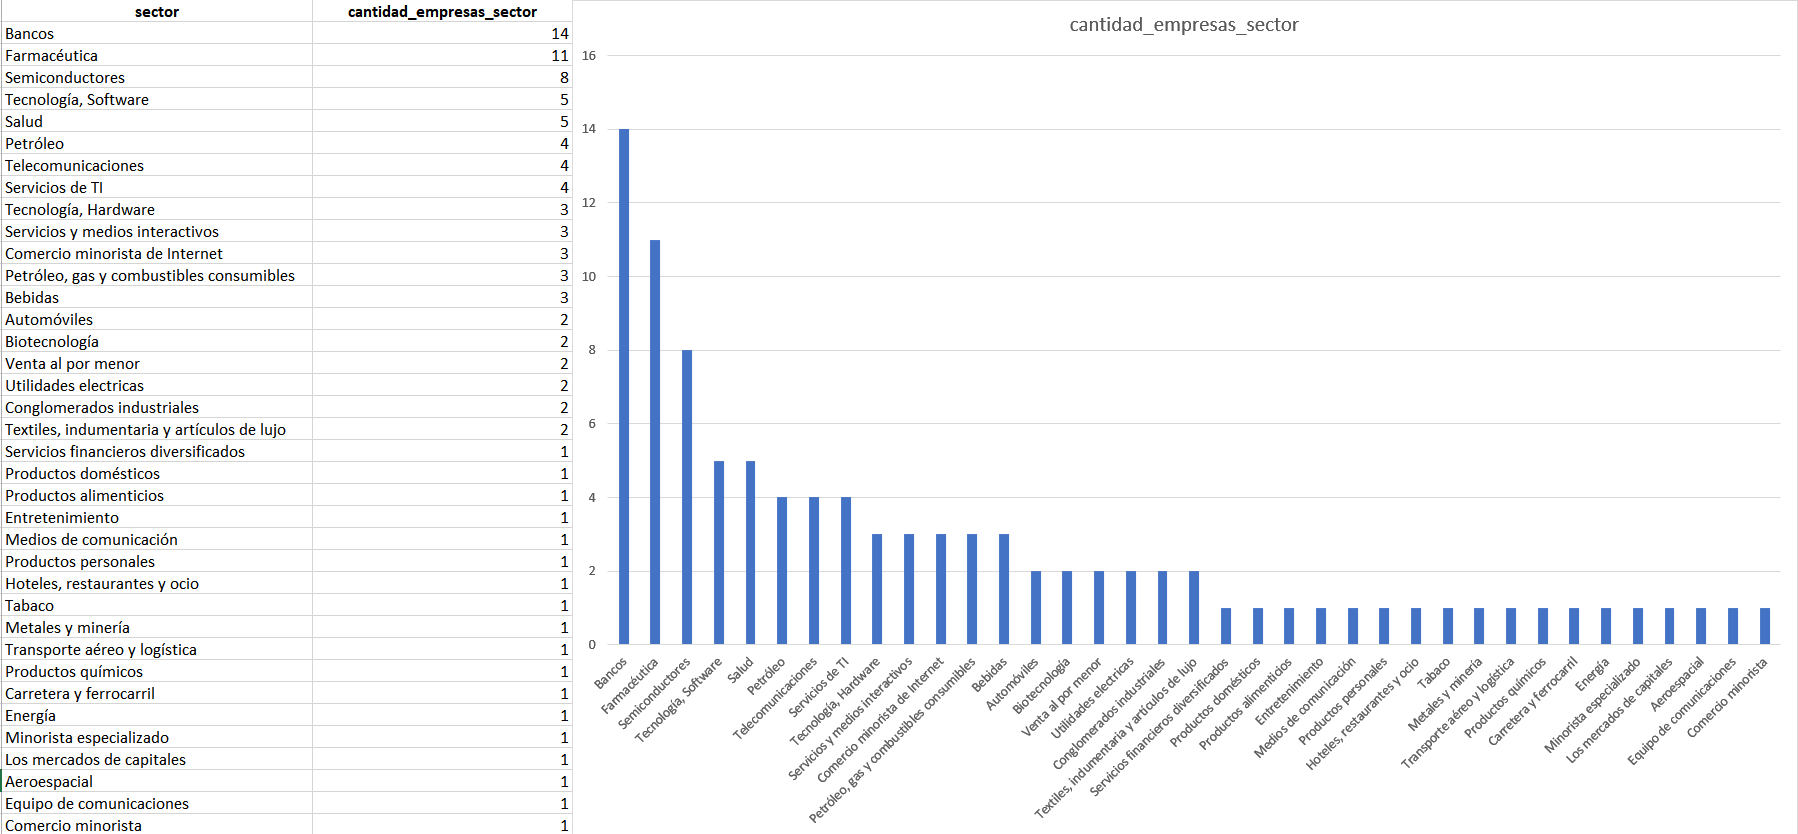 sector cantidad_empresas_sector
Bancos 14
Farmacéutica 11
Semiconductores 8
Tecnología, Software 5
Salud 5
Petróleo 4
Telecomunicaciones 4
Servicios de TI 4
Tecnología, Hardware 3
Servicios y medios interactivos 3
Comercio minorista de Internet 3
Petróleo, gas y combustibles consumibles 3
Bebidas 3
Automóviles 2
Biotecnología 2
Venta al por menor 2
Utilidades electricas 2
Conglomerados industriales 2
Textiles, indumentaria y artículos de lujo 2
Servicios financieros diversificados 1
Productos domésticos 1
Productos alimenticios 1
Entretenimiento 1
Medios de comunicación 1
Productos personales 1
Hoteles, restaurantes y ocio 1
Tabaco 1
Metales y minería 1
Transporte aéreo y logística 1
Productos químicos 1
Carretera y ferrocarril 1
Energía 1
Minorista especializado 1
Los mercados de capitales 1
Aeroespacial 1
Equipo de comunicaciones 1
Comercio minorista 1
cantidad_empresas_sector
16
14
12
10
8
6
4
2
0
Bancos
Farmacéutica
Semiconductores
Tecnología, Software
Salud
Petróleo
Telecomunicaciones
Servicios de TI
Tecnología, Hardware
Servicios y medios interactivos
Comercio minorista de Internet
Petróleo, gas y combustibles consumibles
Bebidas
Automóviles
Biotecnología
Venta al por menor
Utilidades electricas
Conglomerados industriales
Textiles, indumentaria y artículos de lujo
Servicios financieros diversificados
Productos domésticos
Productos alimenticios
Entretenimiento
Medios de comunicación
Productos personales
Hoteles, restaurantes y ocio
Tabaco
Metales y minería
Transporte aéreo y logística
Productos químicos
Carretera y ferrocarril
Energía
Minorista especializado
Los mercados de capitales
Aeroespacial
Equipo de comunicaciones
Comercio minorista